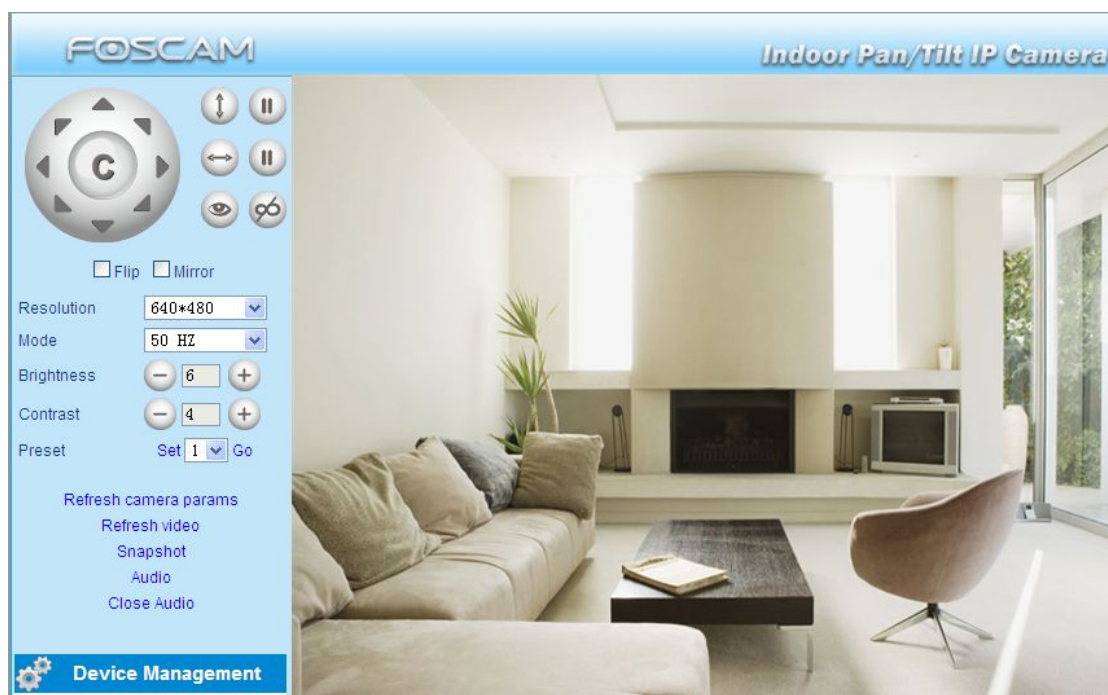 FOSCAM
Indoor Pan/Tilt IP Camera
C
Flip Mirror
Resolution 640*480
Mode 50 HZ
Brightness 6
Contrast 4
Preset Set 1 Go
Refresh camera params
Refresh video
Snapshot
Audio
Close Audio
Device Management